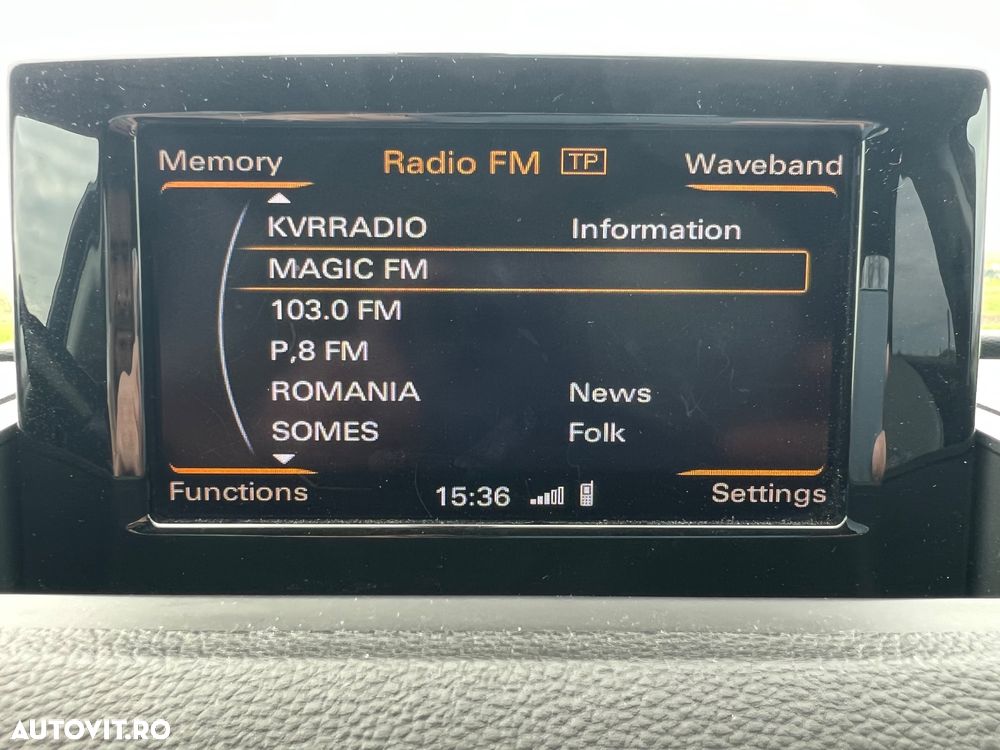 Memory Radio FM TP Waveband
KVRRADIO Information
MAGIC FM
103.0 FM
P,8 FM
ROMANIA News
SOMES Folk
Functions 15:36 Settings
AUTOVIT.RO